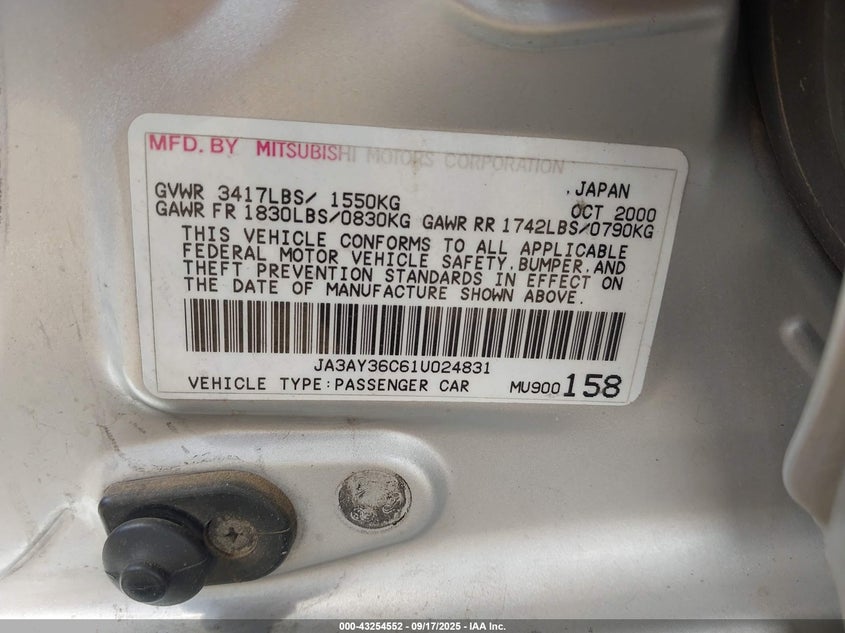 MFD. BY MITSUBISHI MOTORS CORPORATION
.JAPAN
GVWR 3417LBS/ 1550KG OCT 2000
GAWR FR 1830LBS/0830KG GAWR RR 1742LBS/0790KG
THIS VEHICLE CONFORMS TO ALL APPLICABLE
FEDERAL MOTOR VEHICLE SAFETY, BUMPER, AND
THEFT PREVENTION STANDARDS IN EFFECT ON
THE DATE OF MANUFACTURE SHOWN ABOVE.
JA3AY36C61U024831
VEHICLE TYPE:PASSENGER CAR MU900158
000-43254552 - 09/17/2025 - IAA Inc.